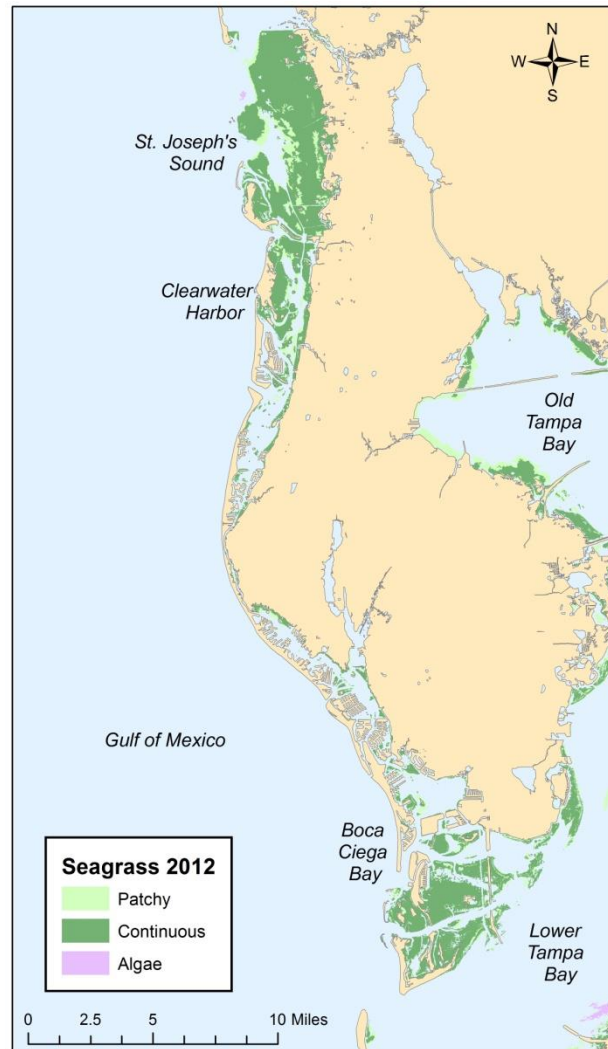 N
W E
S
St. Joseph's
Sound
Clearwater
Harbor
Old
Tampa
Bay
Gulf of Mexico
Boca
Ciega
Bay
Lower
Tampa
Bay
Seagrass 2012
Patchy
Continuous
Algae
0 2.5 5 10 Miles